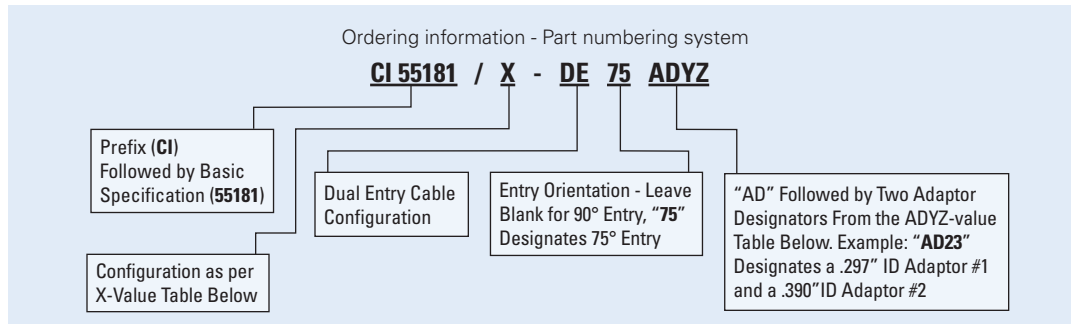 Ordering information - Part numbering system
CI 55181 / X - DE 75 ADYZ
Prefix (CI)
Followed by Basic
Specification (55181)
Configuration as per
X-Value Table Below
Dual Entry Cable
Configuration
Entry Orientation - Leave
Blank for 90° Entry, “75”
Designates 75° Entry
“AD” Followed by Two Adaptor
Designators From the ADYZ-value
Table Below. Example: “AD23”
Designates a .297” ID Adaptor #1
and a .390”ID Adaptor #2